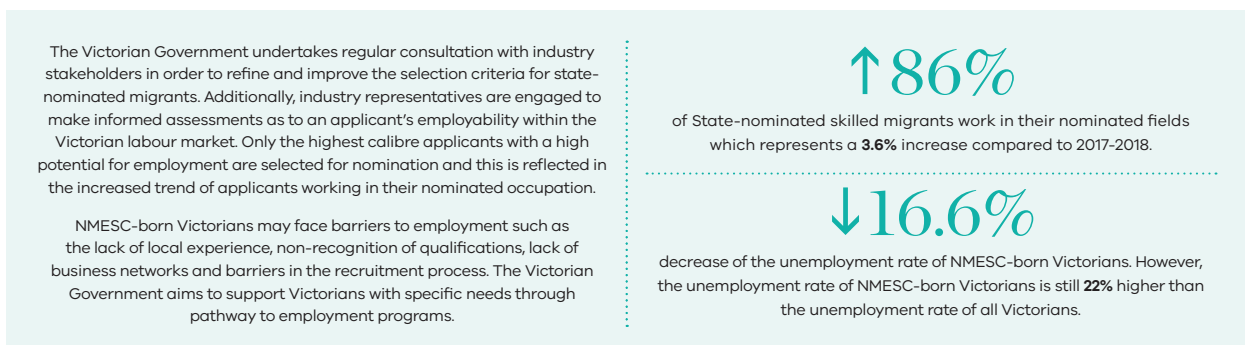 The Victorian Government undertakes regular consultation with industry
stakeholders in order to refine and improve the selection criteria for state-
nominated migrants. Additionally, industry representatives are engaged to
make informed assessments as to an applicant's employability within the
Victorian labour market. Only the highest calibre applicants with a high
potential for employment are selected for nomination and this is reflected in
the increased trend of applicants working in their nominated occupation.
NMESC-born Victorians may face barriers to employment such as
the lack of local experience, non-recognition of qualifications, lack of
business networks and barriers in the recruitment process. The Victorian
Government aims to support Victorians with specific needs through
pathway to employment programs.
↑86%
of State-nominated skilled migrants work in their nominated fields
which represents a 3.6% increase compared to 2017-2018.
↓16.6%
decrease of the unemployment rate of NMESC-born Victorians. However,
the unemployment rate of NMESC-born Victorians is still 22% higher than
the unemployment rate of all Victorians.